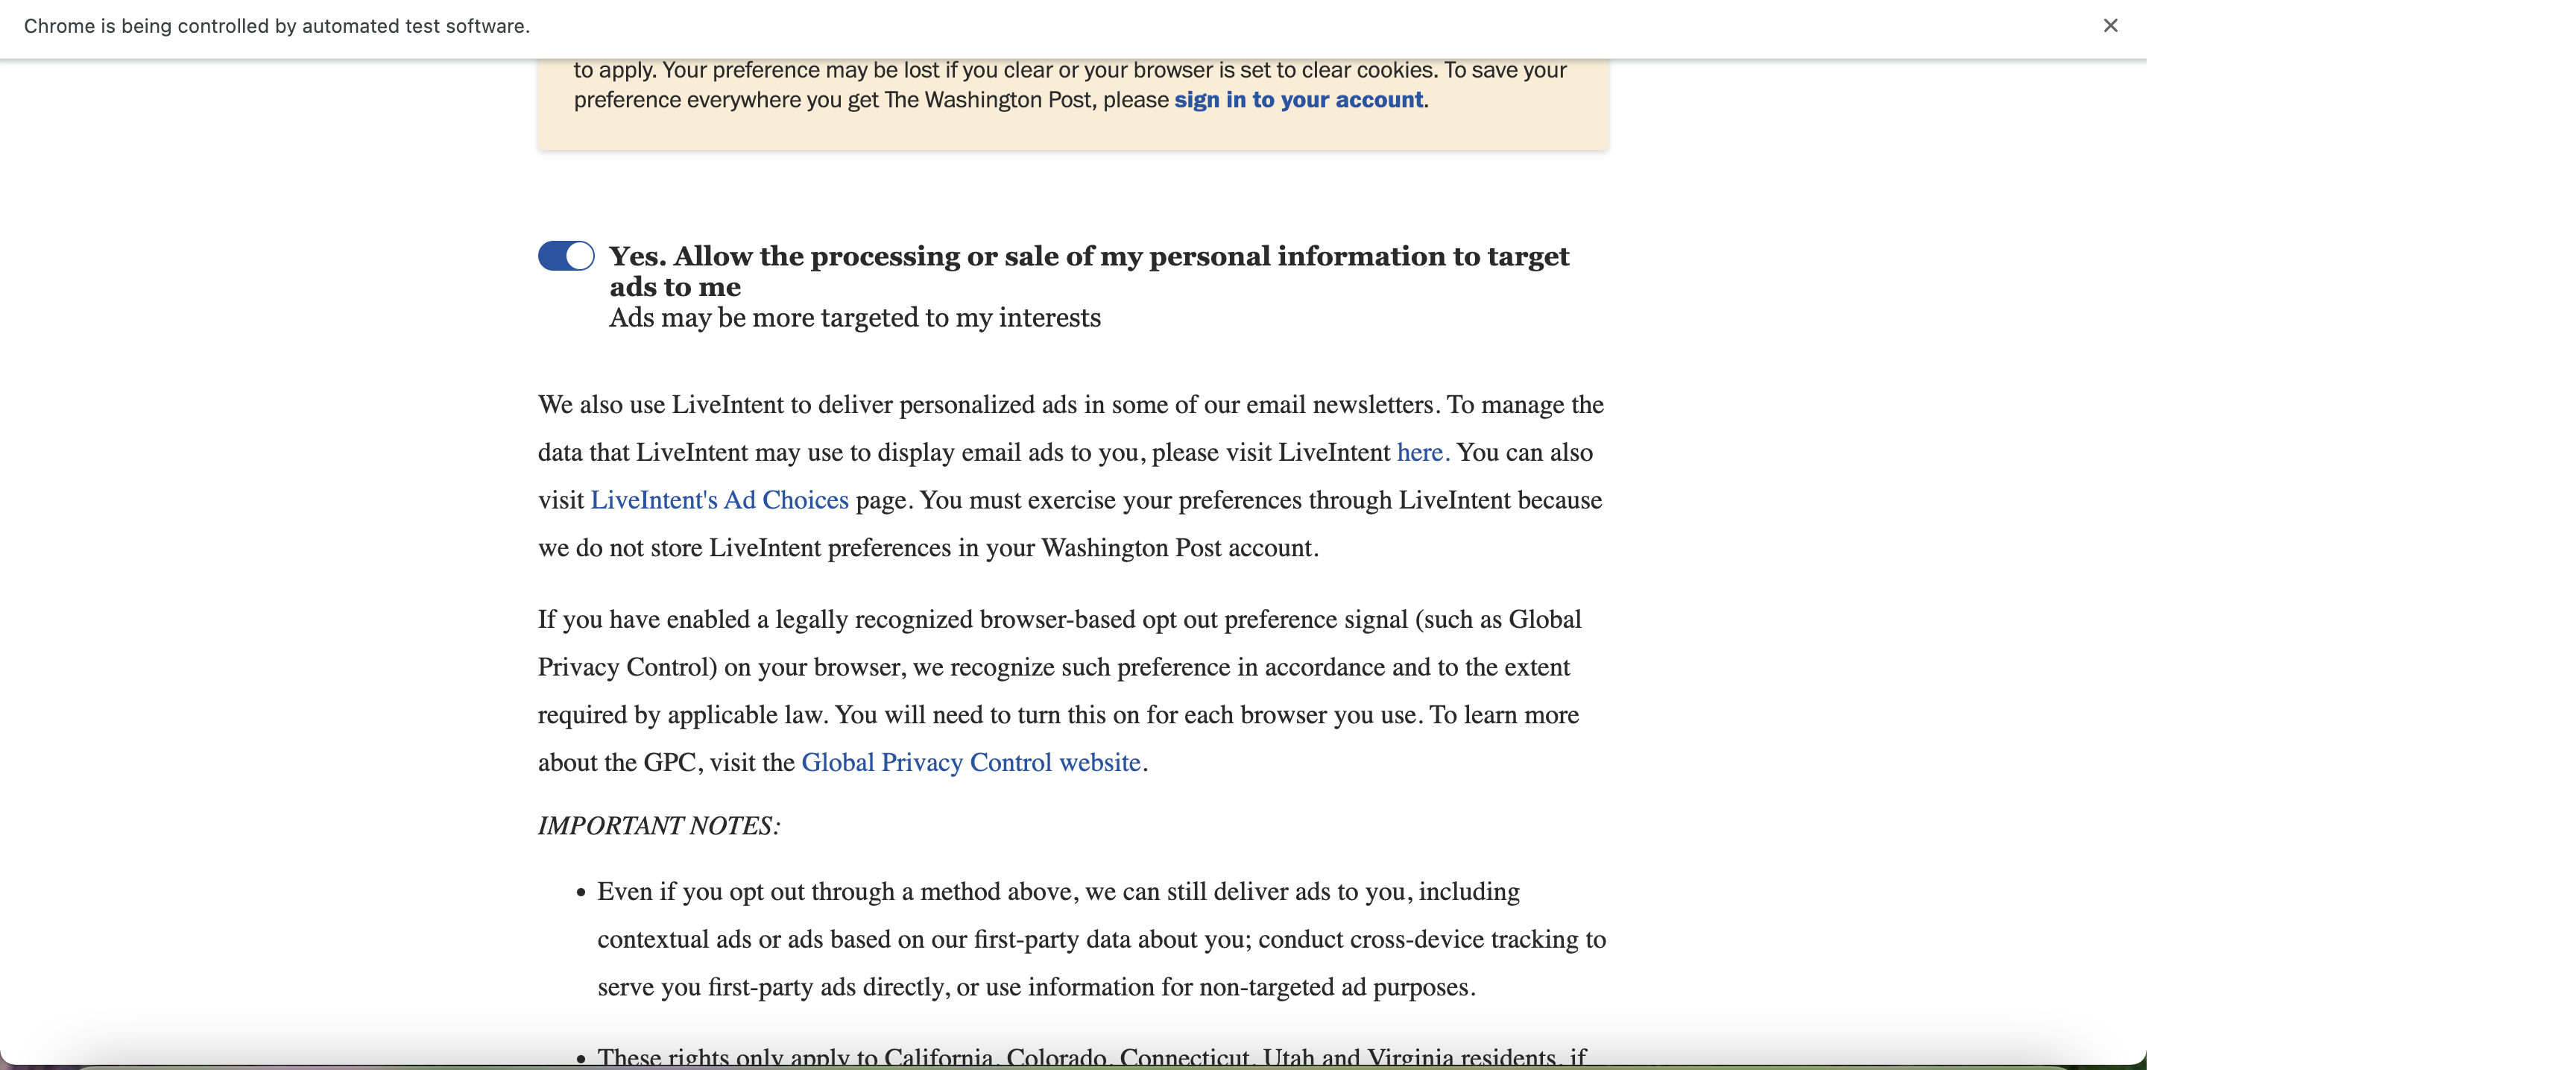 Chrome is being controlled by automated test software.
to apply. Your preference may be lost if you clear or your browser is set to clear cookies. To save your
preference everywhere you get The Washington Post, please sign in to your account.
Yes. Allow the processing or sale of my personal information to target
ads to me
Ads may be more targeted to my interests
We also use LiveIntent to deliver personalized ads in some of our email newsletters. To manage the
data that LiveIntent may use to display email ads to you, please visit LiveIntent here. You can also
visit LiveIntent's Ad Choices page. You must exercise your preferences through LiveIntent because
we do not store LiveIntent preferences in your Washington Post account.
If you have enabled a legally recognized browser-based opt out preference signal (such as Global
Privacy Control) on your browser, we recognize such preference in accordance and to the extent
required by applicable law. You will need to turn this on for each browser you use. To learn more
about the GPC, visit the Global Privacy Control website.
IMPORTANT NOTES:
• Even if you opt out through a method above, we can still deliver ads to you, including
contextual ads or ads based on our first-party data about you; conduct cross-device tracking to
serve you first-party ads directly, or use information for non-targeted ad purposes.
• These rights only apply to California, Colorado, Connecticut, Utah and Virginia residents, if